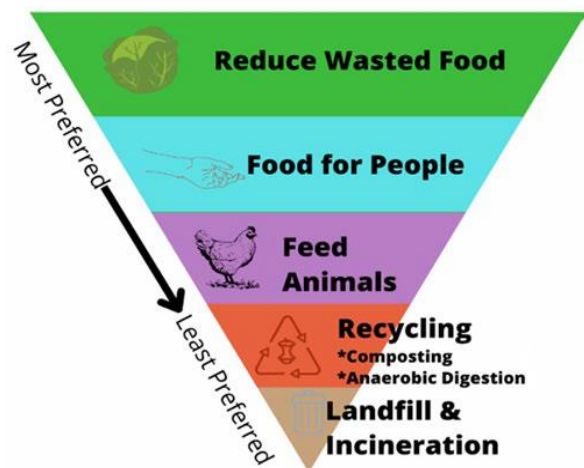 Most Preferred
Least Preferred
Reduce Wasted Food
Food for People
Feed
Animals
Recycling
*Composting
*Anaerobic Digestion
Landfill &
Incineration